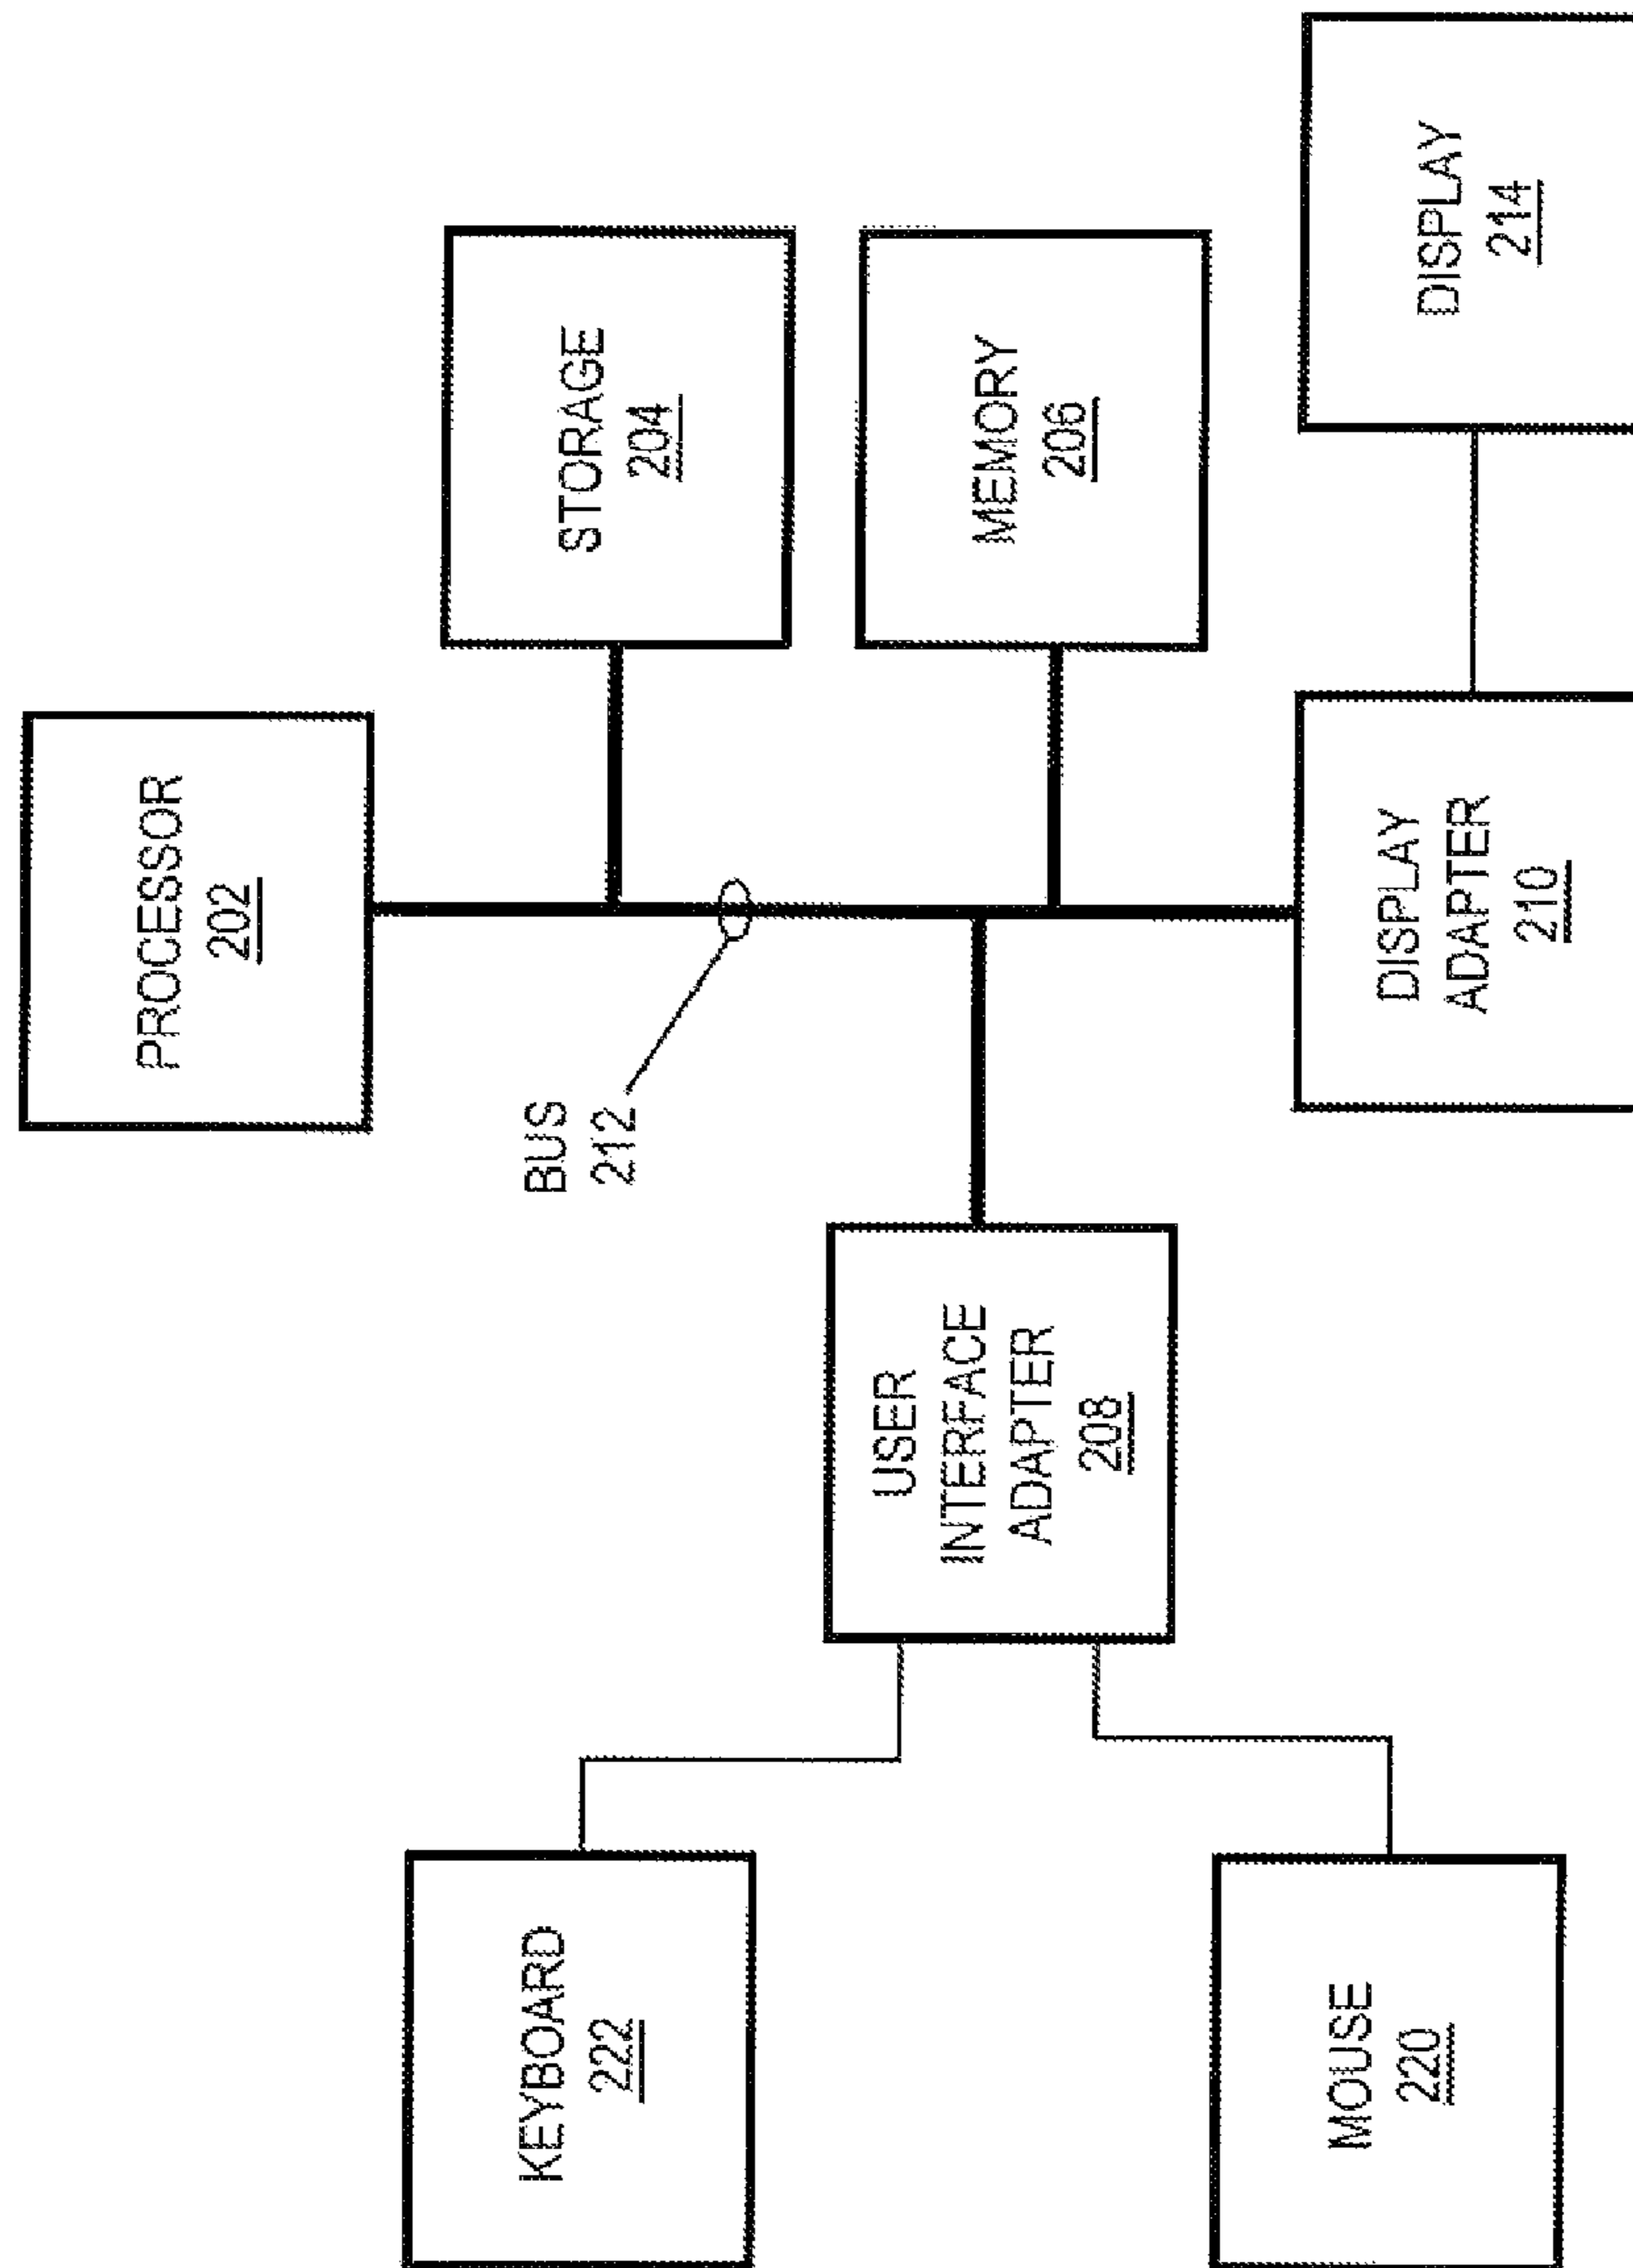 PROCESSOR
202
STORAGE
204
BUS
212
MEMORY
206
USER
INTERFACE
ADAPTER
208
DISPLAY
ADAPTER
210
DISPLAY
214
KEYBOARD
222
MOUSE
220